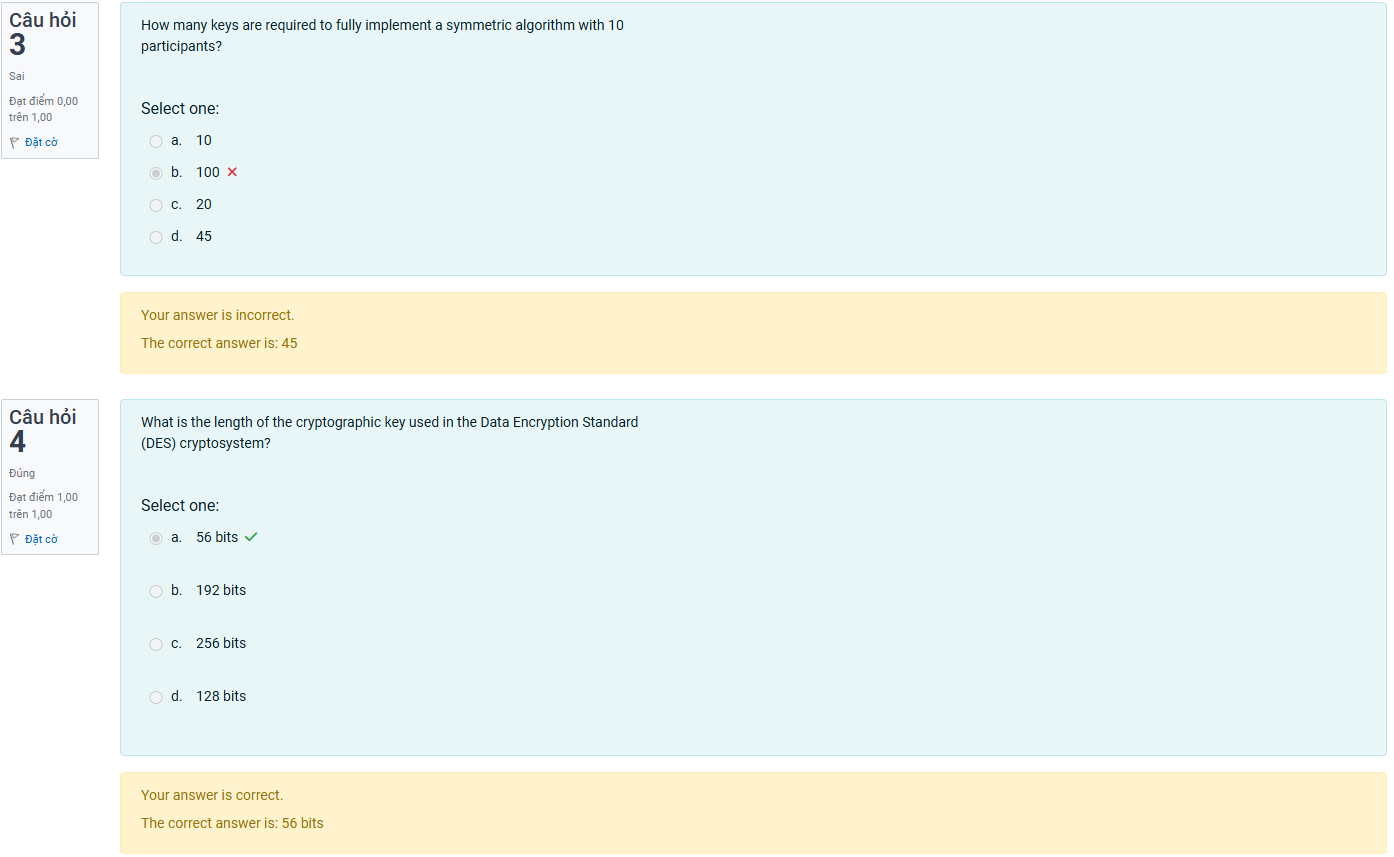 Câu hỏi
3
Sai
Đạt điểm 0,00
trên 1,00
Đặt cờ
How many keys are required to fully implement a symmetric algorithm with 10
participants?
Select one:
a. 10
b. 100
c. 20
d. 45
Your answer is incorrect.
The correct answer is: 45
Câu hỏi
4
Đúng
Đạt điểm 1,00
trên 1,00
Đặt cờ
What is the length of the cryptographic key used in the Data Encryption Standard
(DES) cryptosystem?
Select one:
a. 56 bits
b. 192 bits
c. 256 bits
d. 128 bits
Your answer is correct.
The correct answer is: 56 bits